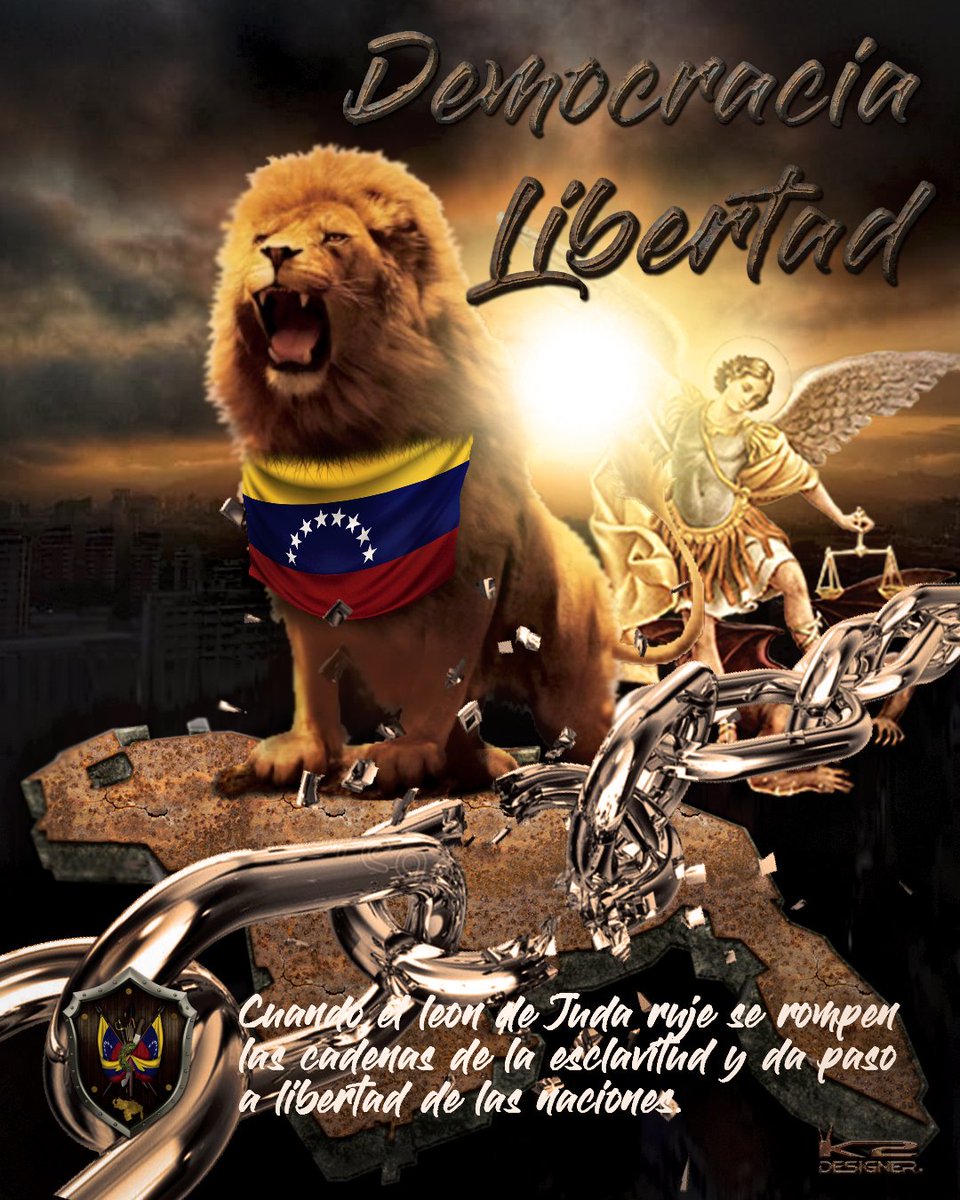 Democracia
Libertad
Cuando el leon de Juda ruje se rompen
las cadenas de la esclavitud y da paso
a libertad de las naciones.
K2
DESIGNER.